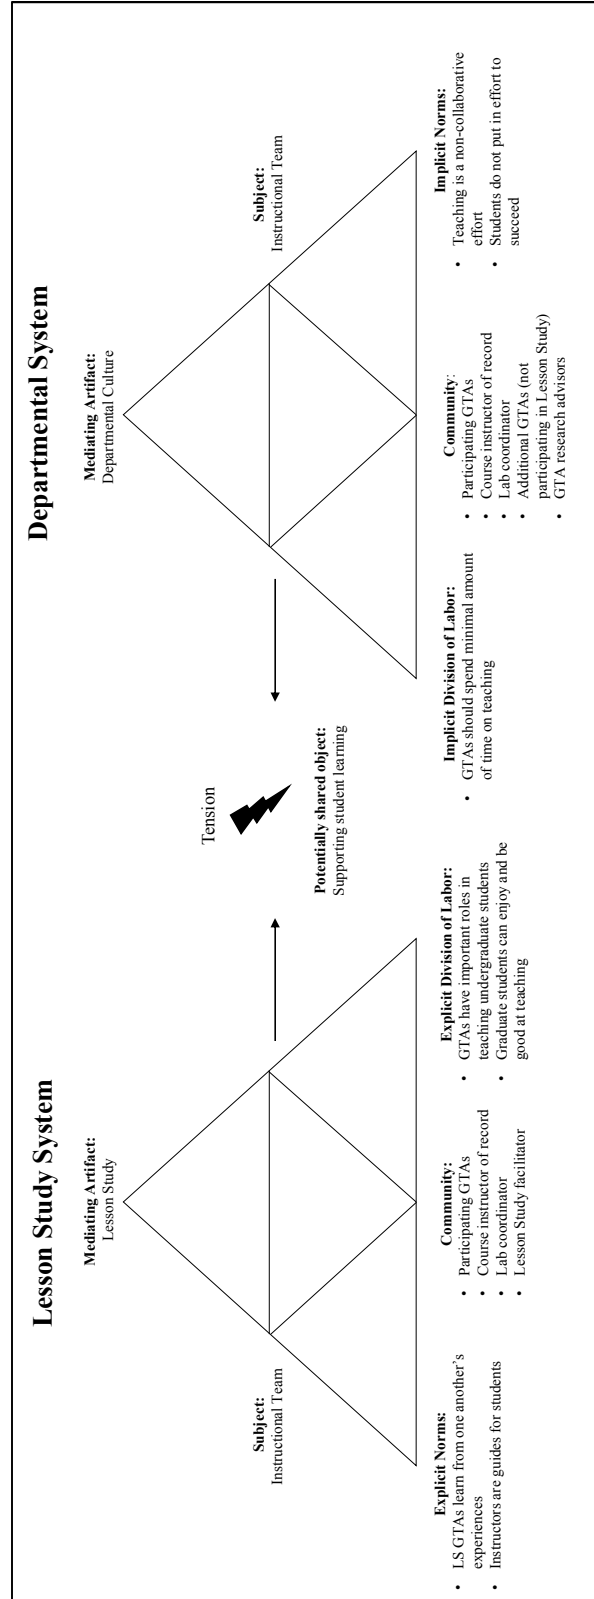 Lesson Study System
Mediating Artifact:
Lesson Study
Subject:
Instructional Team
Explicit Norms:
• LS GTAs learn from one another’s
experiences
• Instructors are guides for students
Community:
• Participating GTAs
• Course instructor of record
• Lab coordinator
• Lesson Study facilitator
Explicit Division of Labor:
• GTAs have important roles in
teaching undergraduate students
• Graduate students can enjoy and be
good at teaching
Tension
Potentially shared object:
Supporting student learning
Departmental System
Mediating Artifact:
Departmental Culture
Subject:
Instructional Team
Implicit Division of Labor:
• GTAs should spend minimal amount
of time on teaching
Community:
• Participating GTAs
• Course instructor of record
• Lab coordinator
• Additional GTAs (not
participating in Lesson Study)
• GTA research advisors
Implicit Norms:
• Teaching is a non-collaborative
effort
• Students do not put in effort to
succeed